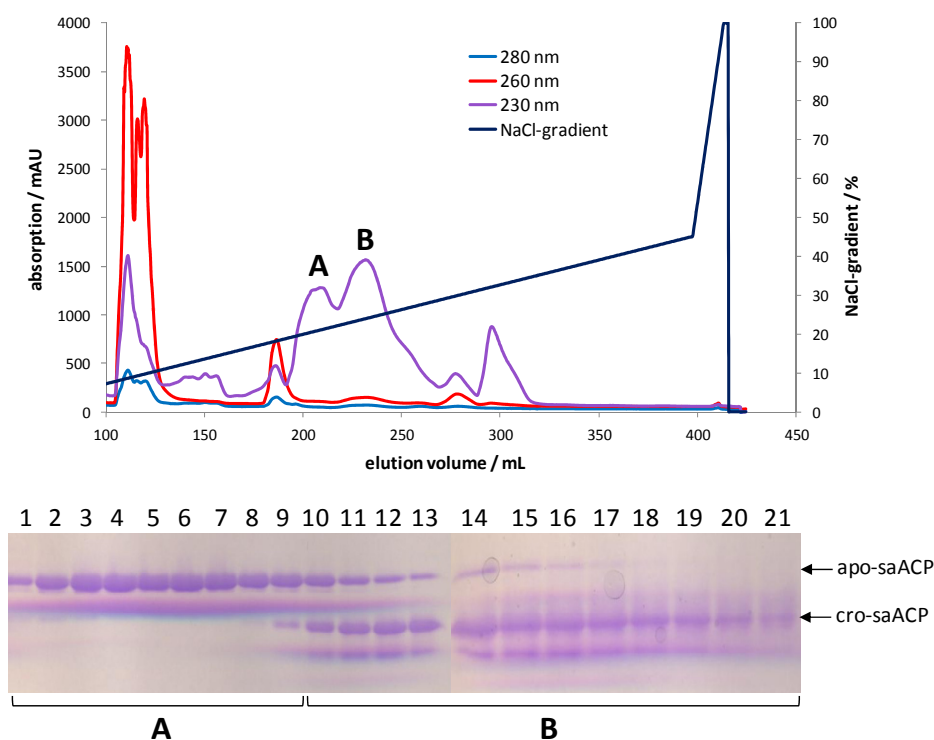 4000
3500
3000
2500
2000
1500
1000
500
0
absorption / mAU
100
90
80
70
60
50
40
30
20
10
0
NaCl-gradient / %
280 nm
260 nm
230 nm
NaCl-gradient
A
B
100 150 200 250 300 350 400 450
elution volume / mL
1 2 3 4 5 6 7 8 9 10 11 12 13 14 15 16 17 18 19 20 21
apo-saACP
cro-saACP
A B